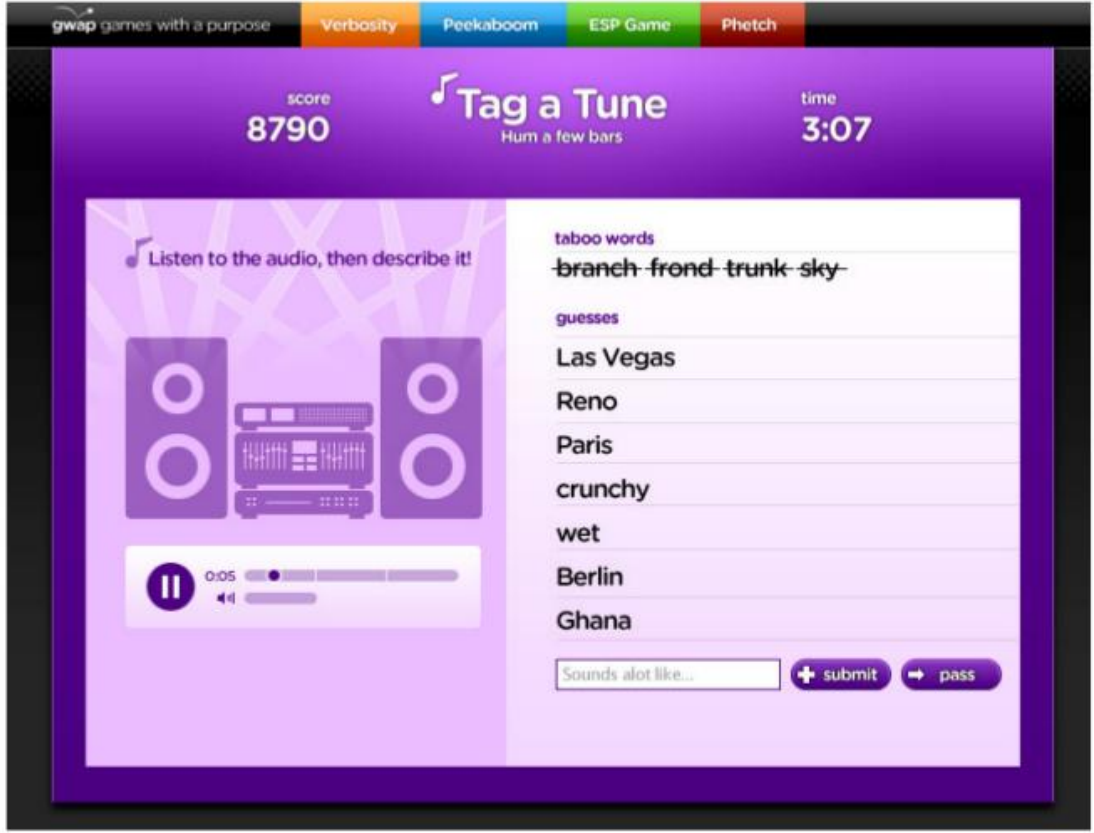 gwap games with a purpose Verbosity Peekaboom ESP Game Phetch
score
8790
Tag a Tune
Hum a few bars
time
3:07
Listen to the audio, then describe it!
0:05
taboo words
branch frond trunk sky
guesses
Las Vegas
Reno
Paris
crunchy
wet
Berlin
Ghana
Sounds alot like...
submit pass